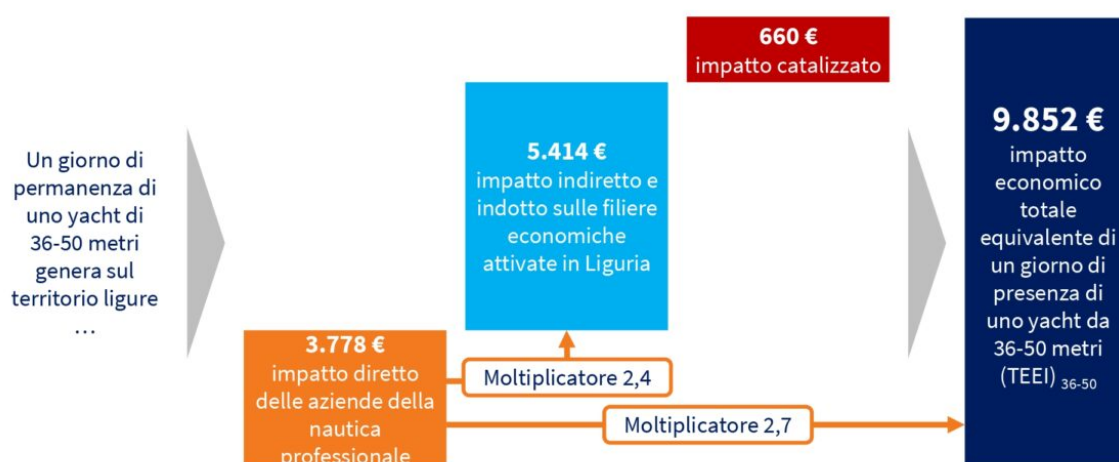 Un giorno di
permanenza di
uno yacht di
36-50 metri
genera sul
territorio ligure
…
3.778 €
impatto diretto
delle aziende della
nautica
professionale
5.414 €
impatto indiretto e
indotto sulle filiere
economiche
attivate in Liguria
Moltiplicatore 2,4
Moltiplicatore 2,7
660 €
impatto catalizzato
9.852 €
impatto
economico
totale
equivalente di
un giorno di
presenza di
uno yacht da
36-50 metri
(TEEI) 36-50